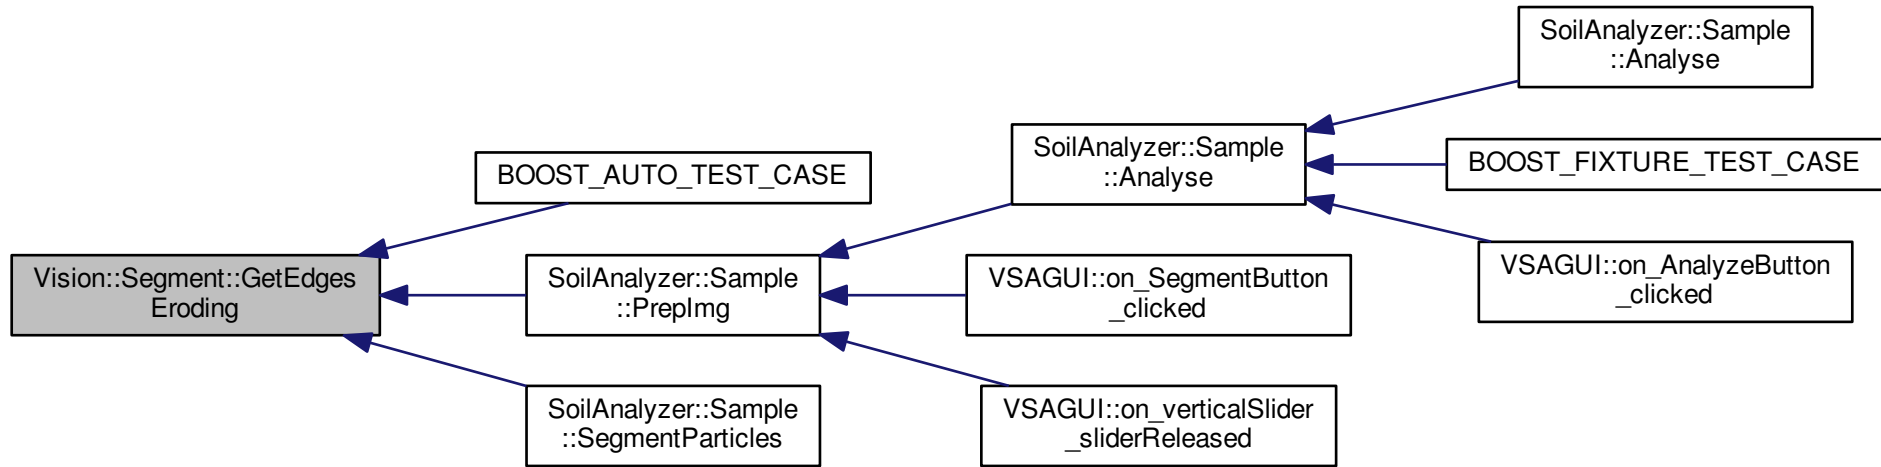 SoilAnalyzer::Sample
::Analyse
SoilAnalyzer::Sample
::Analyse
BOOST_FIXTURE_TEST_CASE
BOOST_AUTO_TEST_CASE
Vision::Segment::GetEdges
Eroding
SoilAnalyzer::Sample
::PrepImg
VSAGUI::on_SegmentButton
_clicked
VSAGUI::on_AnalyzeButton
_clicked
SoilAnalyzer::Sample
::SegmentParticles
VSAGUI::on_verticalSlider
_sliderReleased